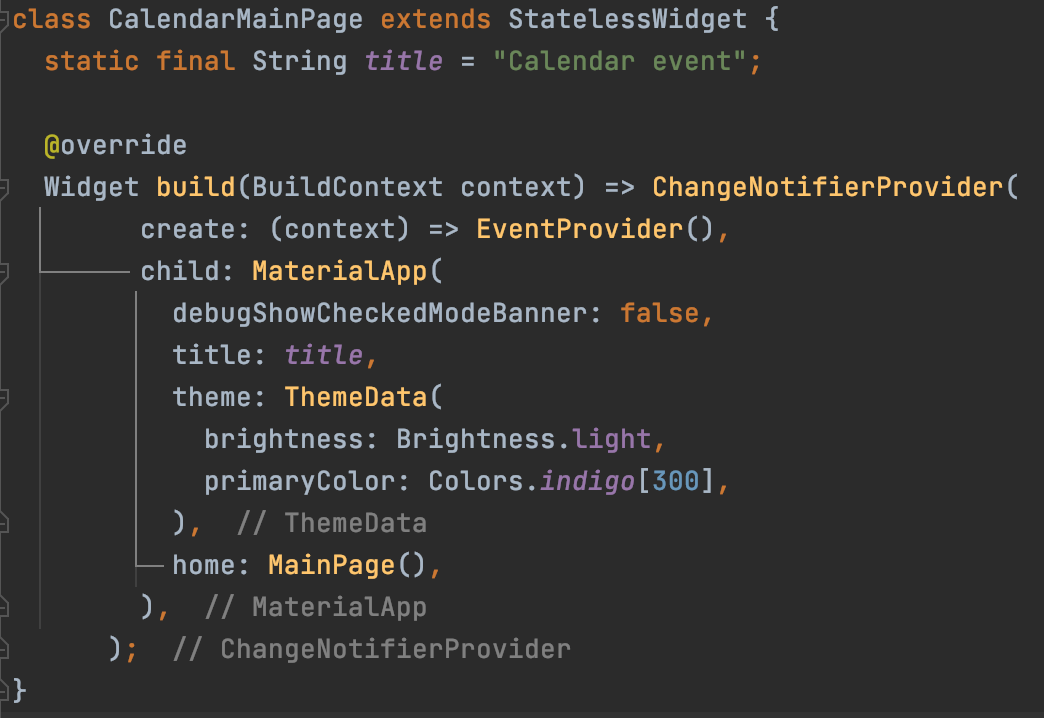 class CalendarMainPage extends StatelessWidget {
  static final String title = "Calendar event";

  @override
  Widget build(BuildContext context) => ChangeNotifierProvider(
        create: (context) => EventProvider(),
        child: MaterialApp(
          debugShowCheckedModeBanner: false,
          title: title,
          theme: ThemeData(
            brightness: Brightness.light,
            primaryColor: Colors.indigo[300],
          ),  // ThemeData
          home: MainPage(),
        ),  // MaterialApp
      );  // ChangeNotifierProvider
}